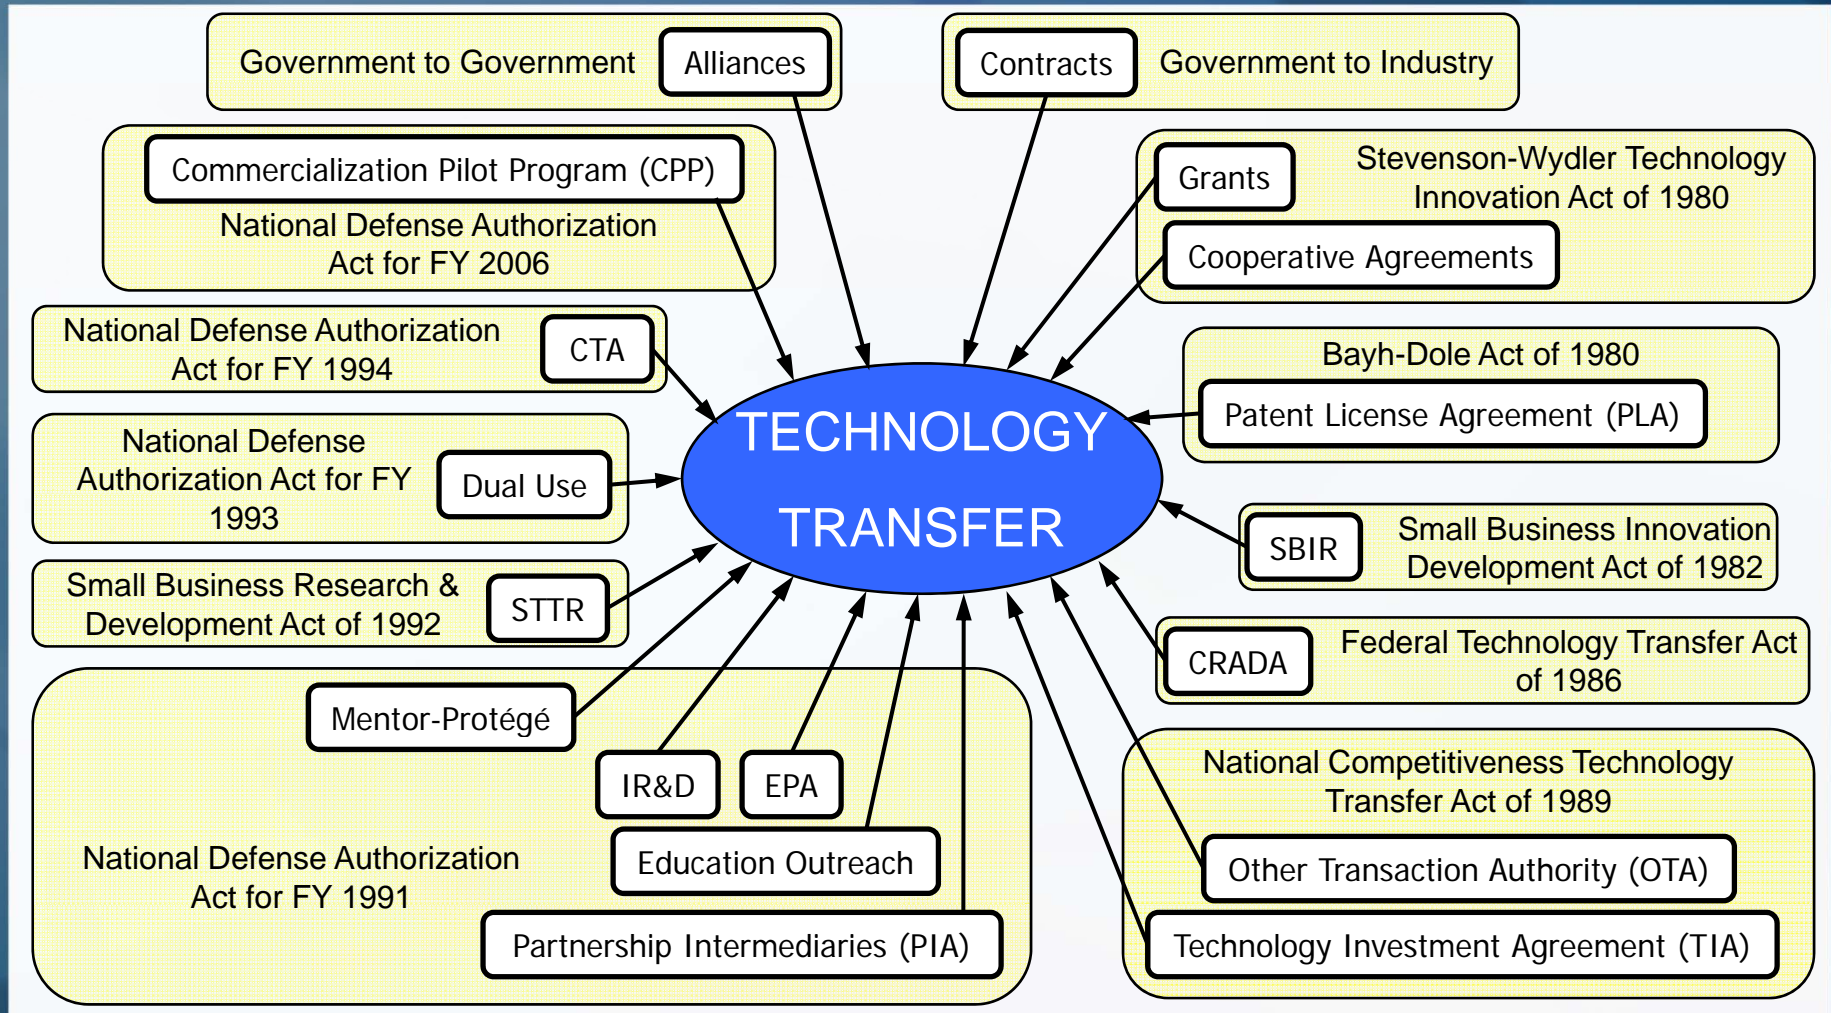 Government to Government
Alliances
Contracts
Government to Industry
Commercialization Pilot Program (CPP)
National Defense Authorization
Act for FY 2006
Grants
Stevenson-Wydler Technology
Innovation Act of 1980
Cooperative Agreements
National Defense Authorization
Act for FY 1994
CTA
Bayh-Dole Act of 1980
Patent License Agreement (PLA)
TECHNOLOGY
TRANSFER
National Defense
Authorization Act for FY
1993
Dual Use
SBIR
Small Business Innovation
Development Act of 1982
Small Business Research &
Development Act of 1992
STTR
CRADA
Federal Technology Transfer Act
of 1986
Mentor-Protégé
IR&D
EPA
Education Outreach
National Defense Authorization
Act for FY 1991
Partnership Intermediaries (PIA)
National Competitiveness Technology
Transfer Act of 1989
Other Transaction Authority (OTA)
Technology Investment Agreement (TIA)